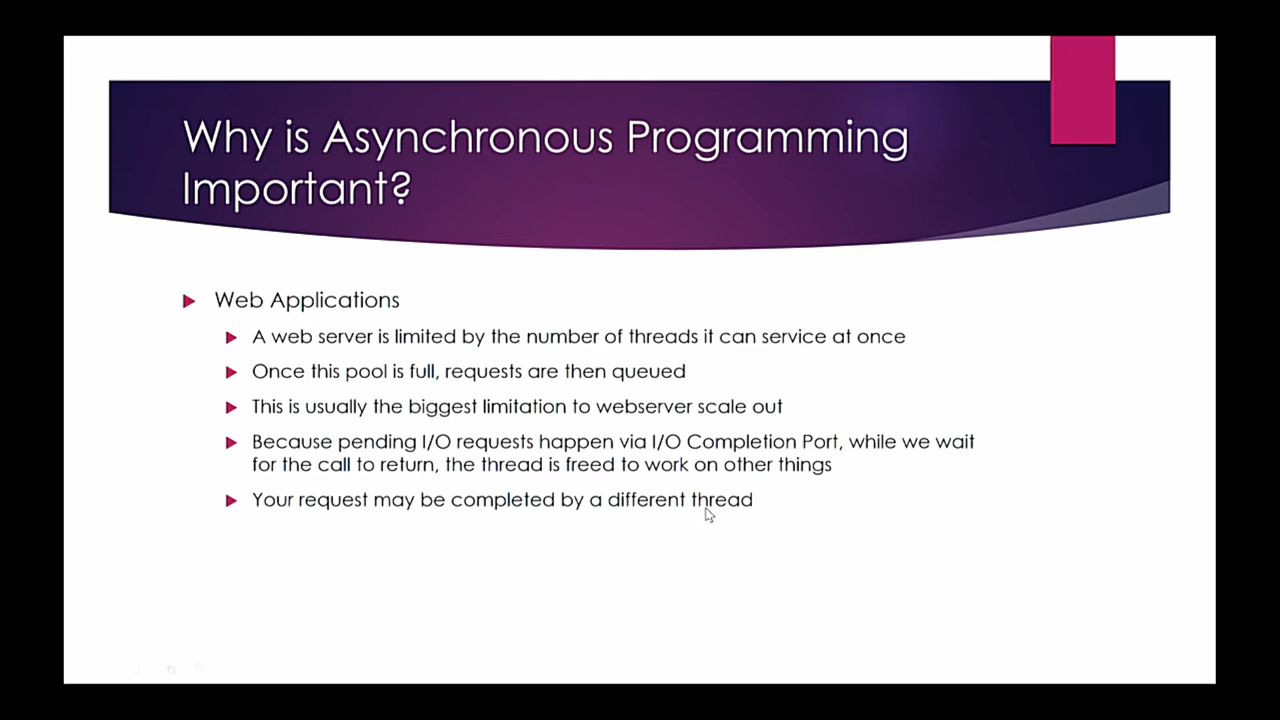 Why is Asynchronous Programming
Important?
Web Applications
A web server is limited by the number of threads it can service at once
Once this pool is full, requests are then queued
This is usually the biggest limitation to webserver scale out
Because pending I/O requests happen via I/O Completion Port, while we wait
for the call to return, the thread is freed to work on other things
Your request may be completed by a different thread